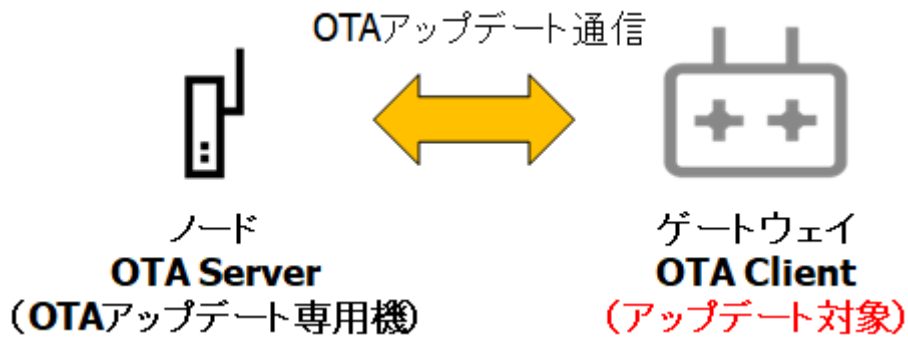 OTAアップデート通信
ノード
OTA Server
（OTAアップデート専用機）
ゲートウェイ
OTA Client
（アップデート対象）